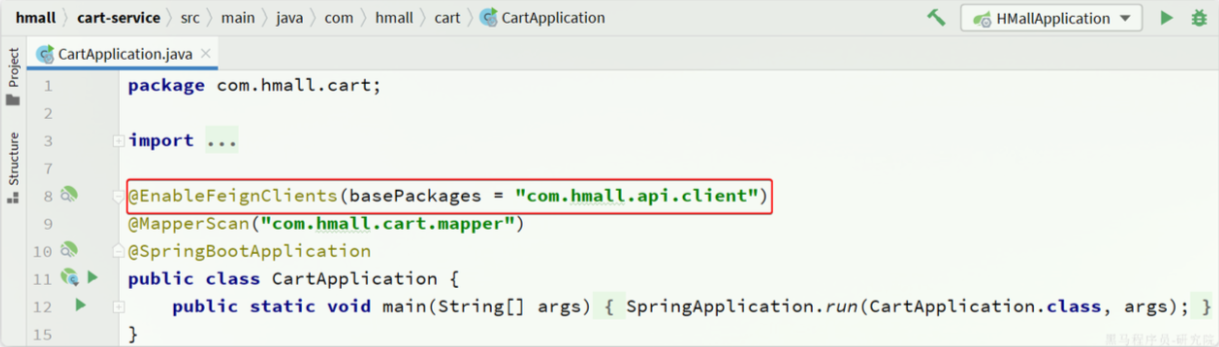 hmall cart-service src main java com hmall cart CartApplication HMallApplication
CartApplication.java
Project
Structure
1 package com.hmall.cart;
2
3 import ...
7
8 @EnableFeignClients(basePackages = "com.hmall.api.client")
9 @MapperScan("com.hmall.cart.mapper")
10 @SpringBootApplication
11 public class CartApplication {
12 public static void main(String[] args) { SpringApplication.run(CartApplication.class, args); }
15 }
黑马程序员-研究院